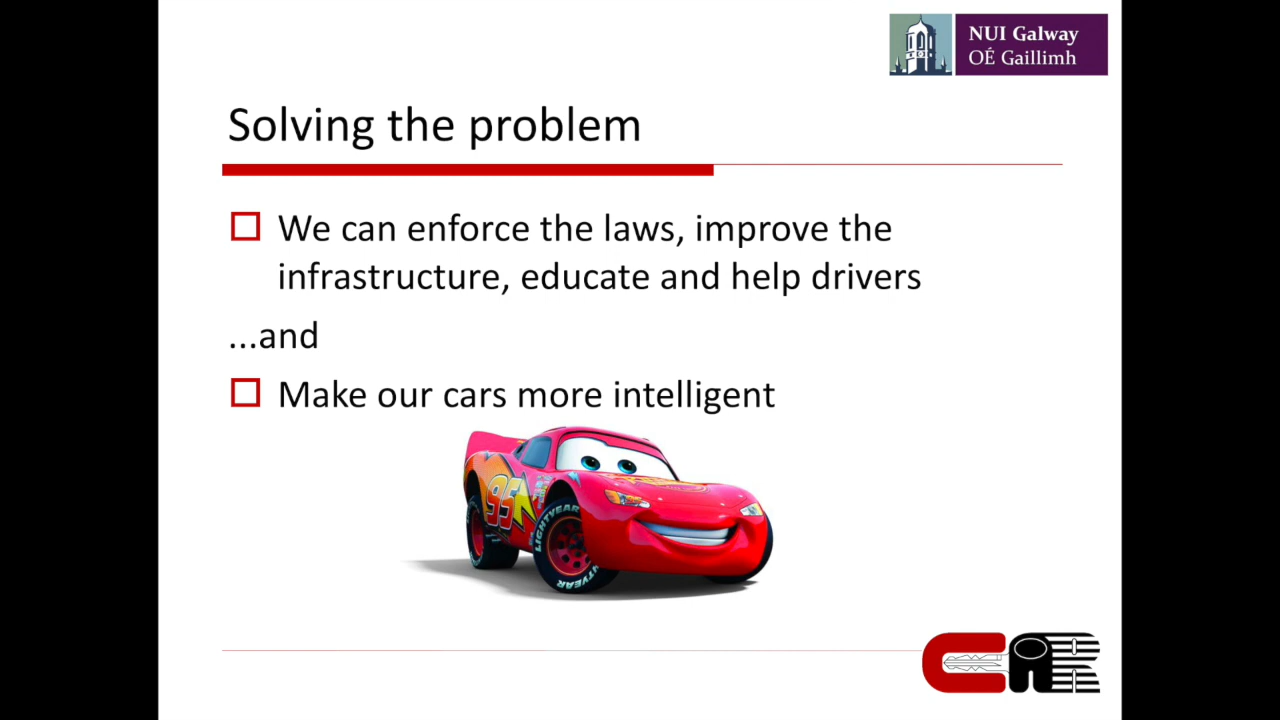 NUI Galway
OÉ Gaillimh
Solving the problem
We can enforce the laws, improve the
infrastructure, educate and help drivers
...and
Make our cars more intelligent
95
LIGHTYEAR
CAR